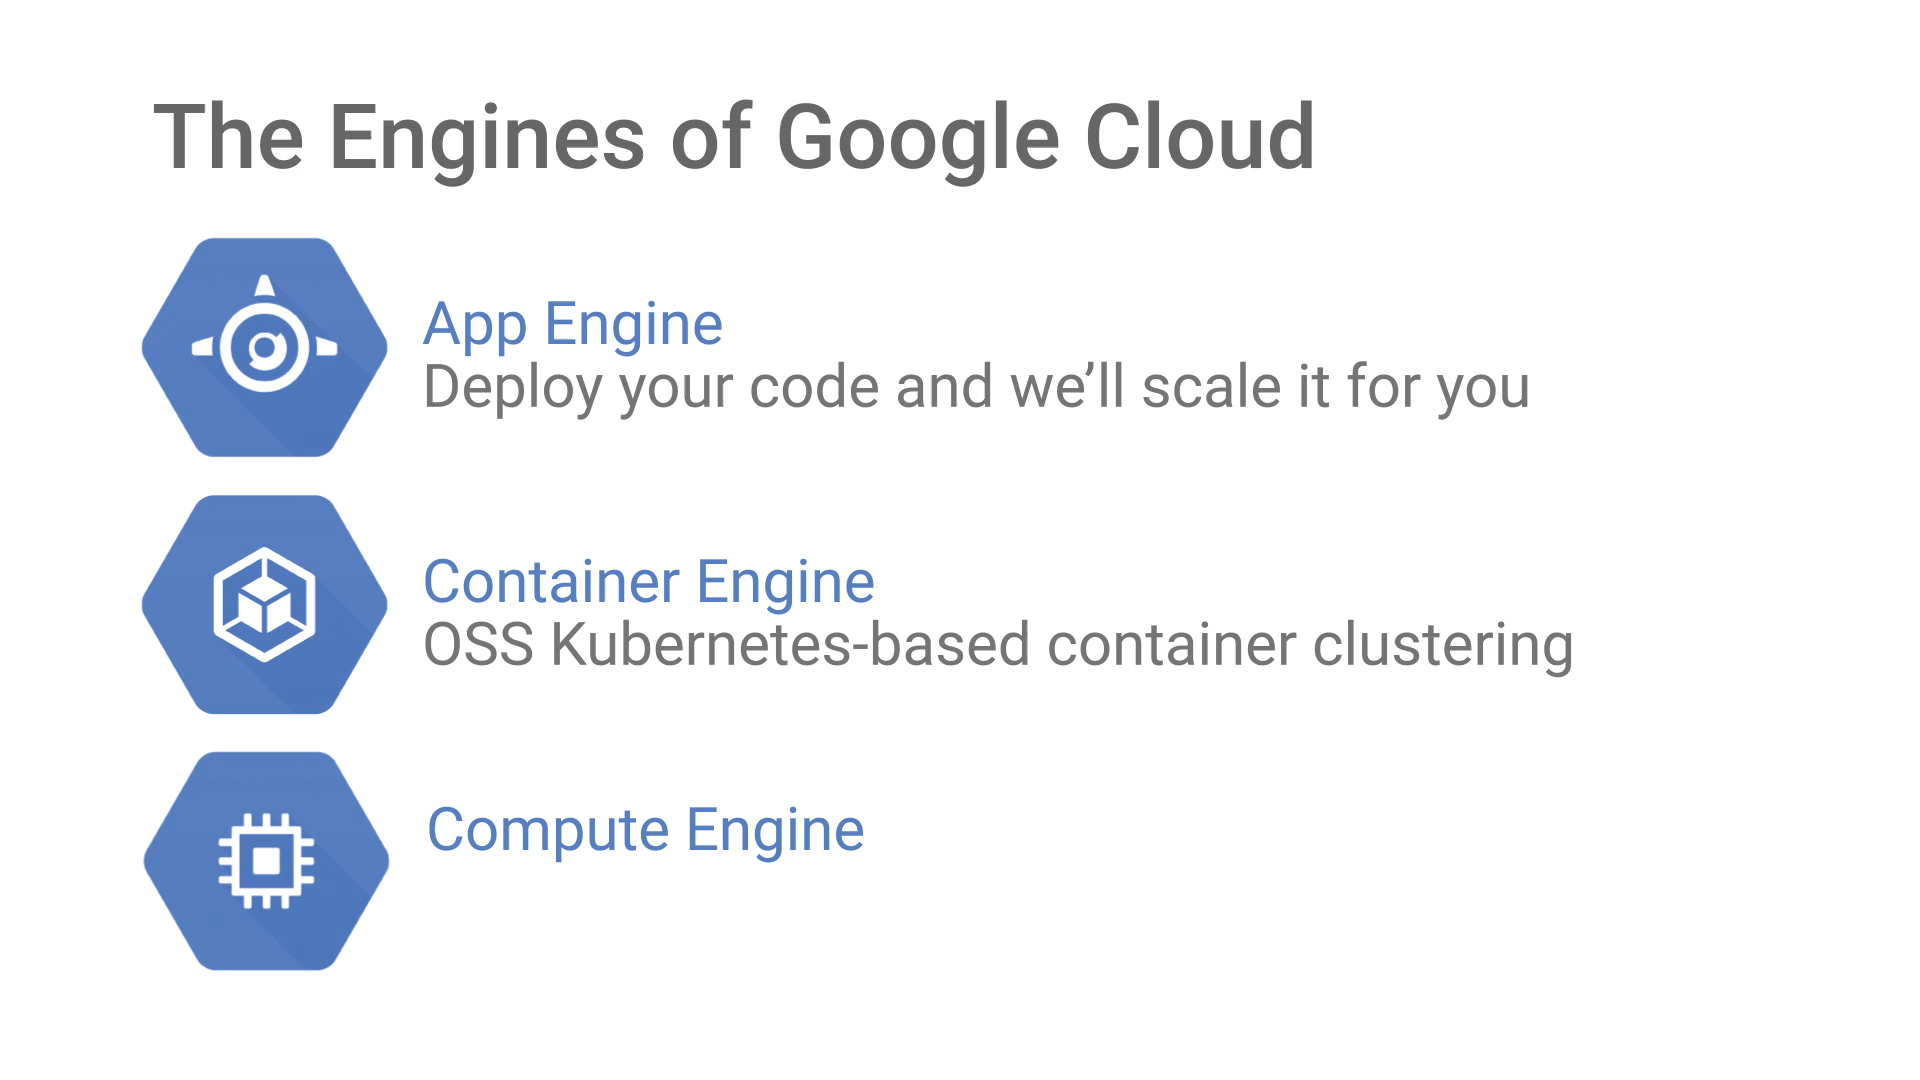 The Engines of Google Cloud
App Engine
Deploy your code and we’ll scale it for you
Container Engine
OSS Kubernetes-based container clustering
Compute Engine